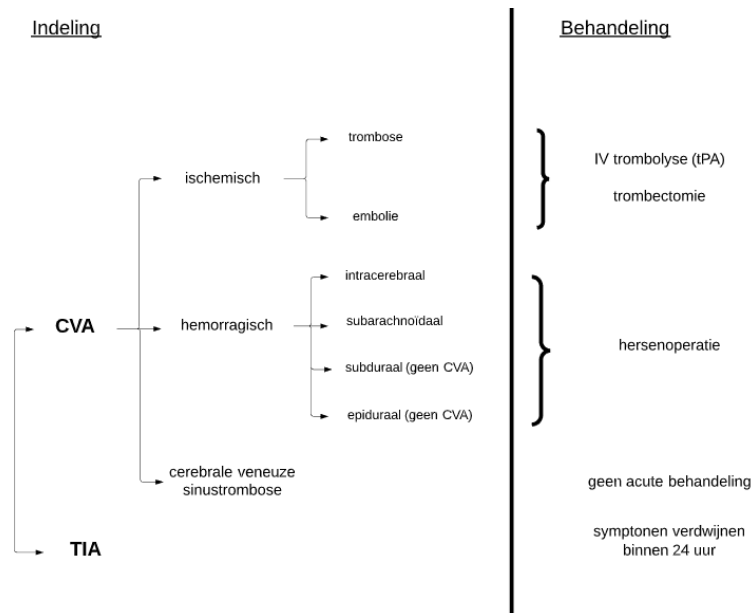 Indeling
Behandeling
trombose
ischemisch
embolie
IV trombolyse (tPA)
trombectomie
intracerebraal
CVA
hemorragisch
subarachnoïdaal
subduraal (geen CVA)
epiduraal (geen CVA)
hersenoperatie
cerebrale veneuze
sinustrombose
geen acute behandeling
TIA
symptonen verdwijnen
binnen 24 uur